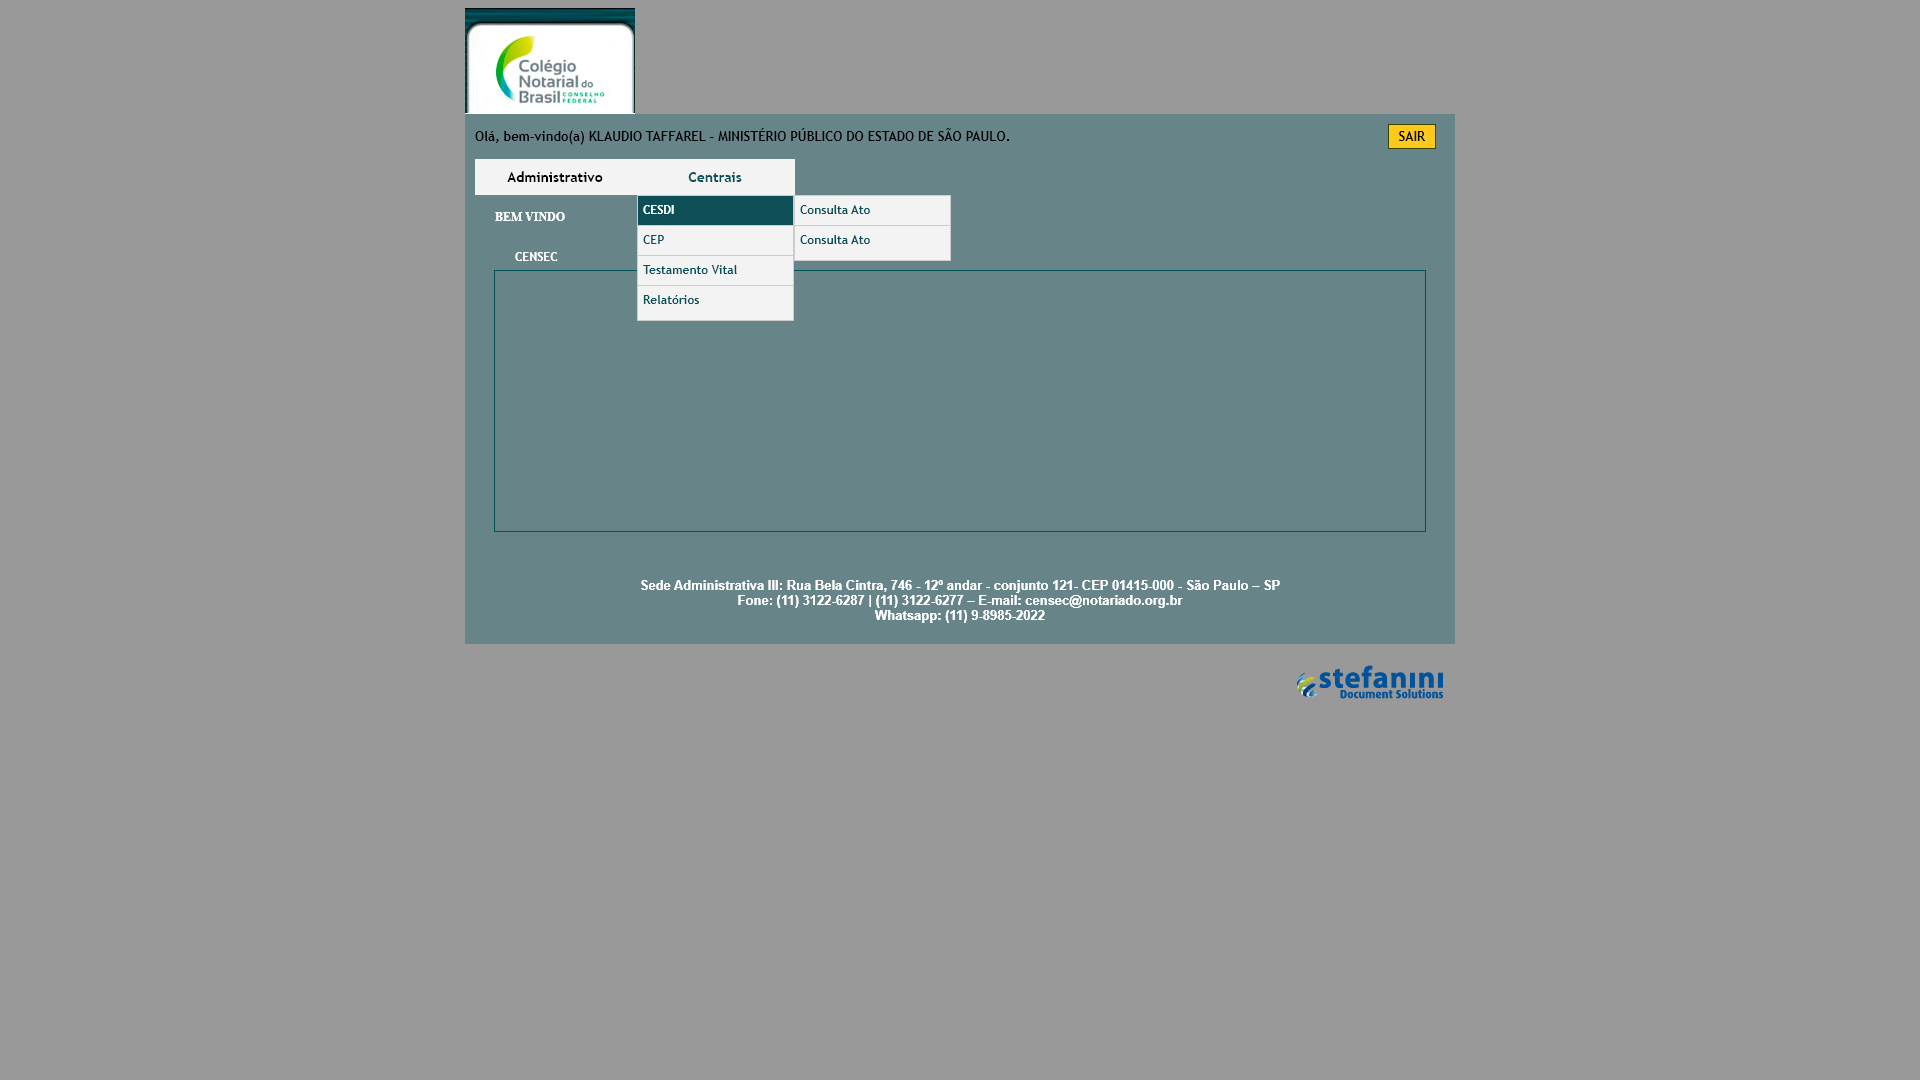 Colégio
Notarial do
Brasil CONSELHO
FEDERAL
Olá, bem-vindo(a) KLAUDIO TAFFAREL - MINISTÉRIO PÚBLICO DO ESTADO DE SÃO PAULO.
SAIR
Administrativo
Centrais
BEM VINDO
CESDI
Consulta Ato
CEP
Consulta Ato
CENSEC
Testamento Vital
Relatórios
Sede Administrativa III: Rua Bela Cintra, 746 - 12º andar - conjunto 121- CEP 01415-000 - São Paulo – SP
Fone: (11) 3122-6287 | (11) 3122-6277 – E-mail: censec@notariado.org.br
Whatsapp: (11) 9-8985-2022
stefanini
Document Solutions